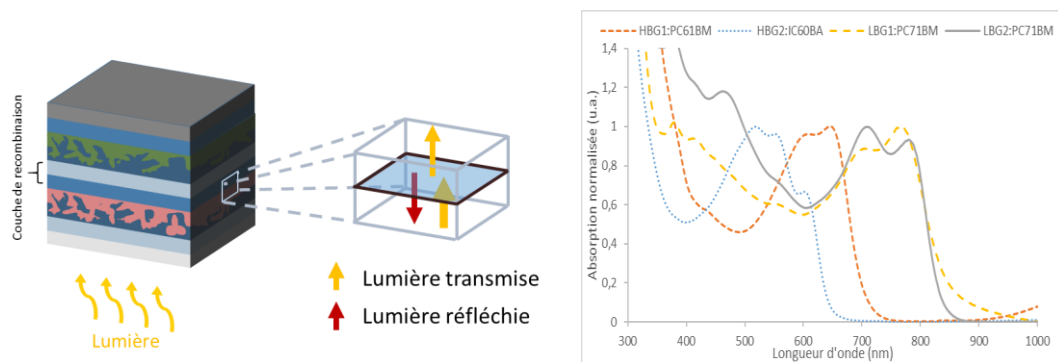 Couche de recombinaison
Lumière
Lumière transmise
Lumière réfléchie
HBG1:PC61BM HBG2:IC60BA LBG1:PC71BM LBG2:PC71BM
Absorption normalisée (u.a.)
1,4
1,2
1
0,8
0,6
0,4
0,2
0
300 400 500 600 700 800 900 1000
Longueur d'onde (nm)